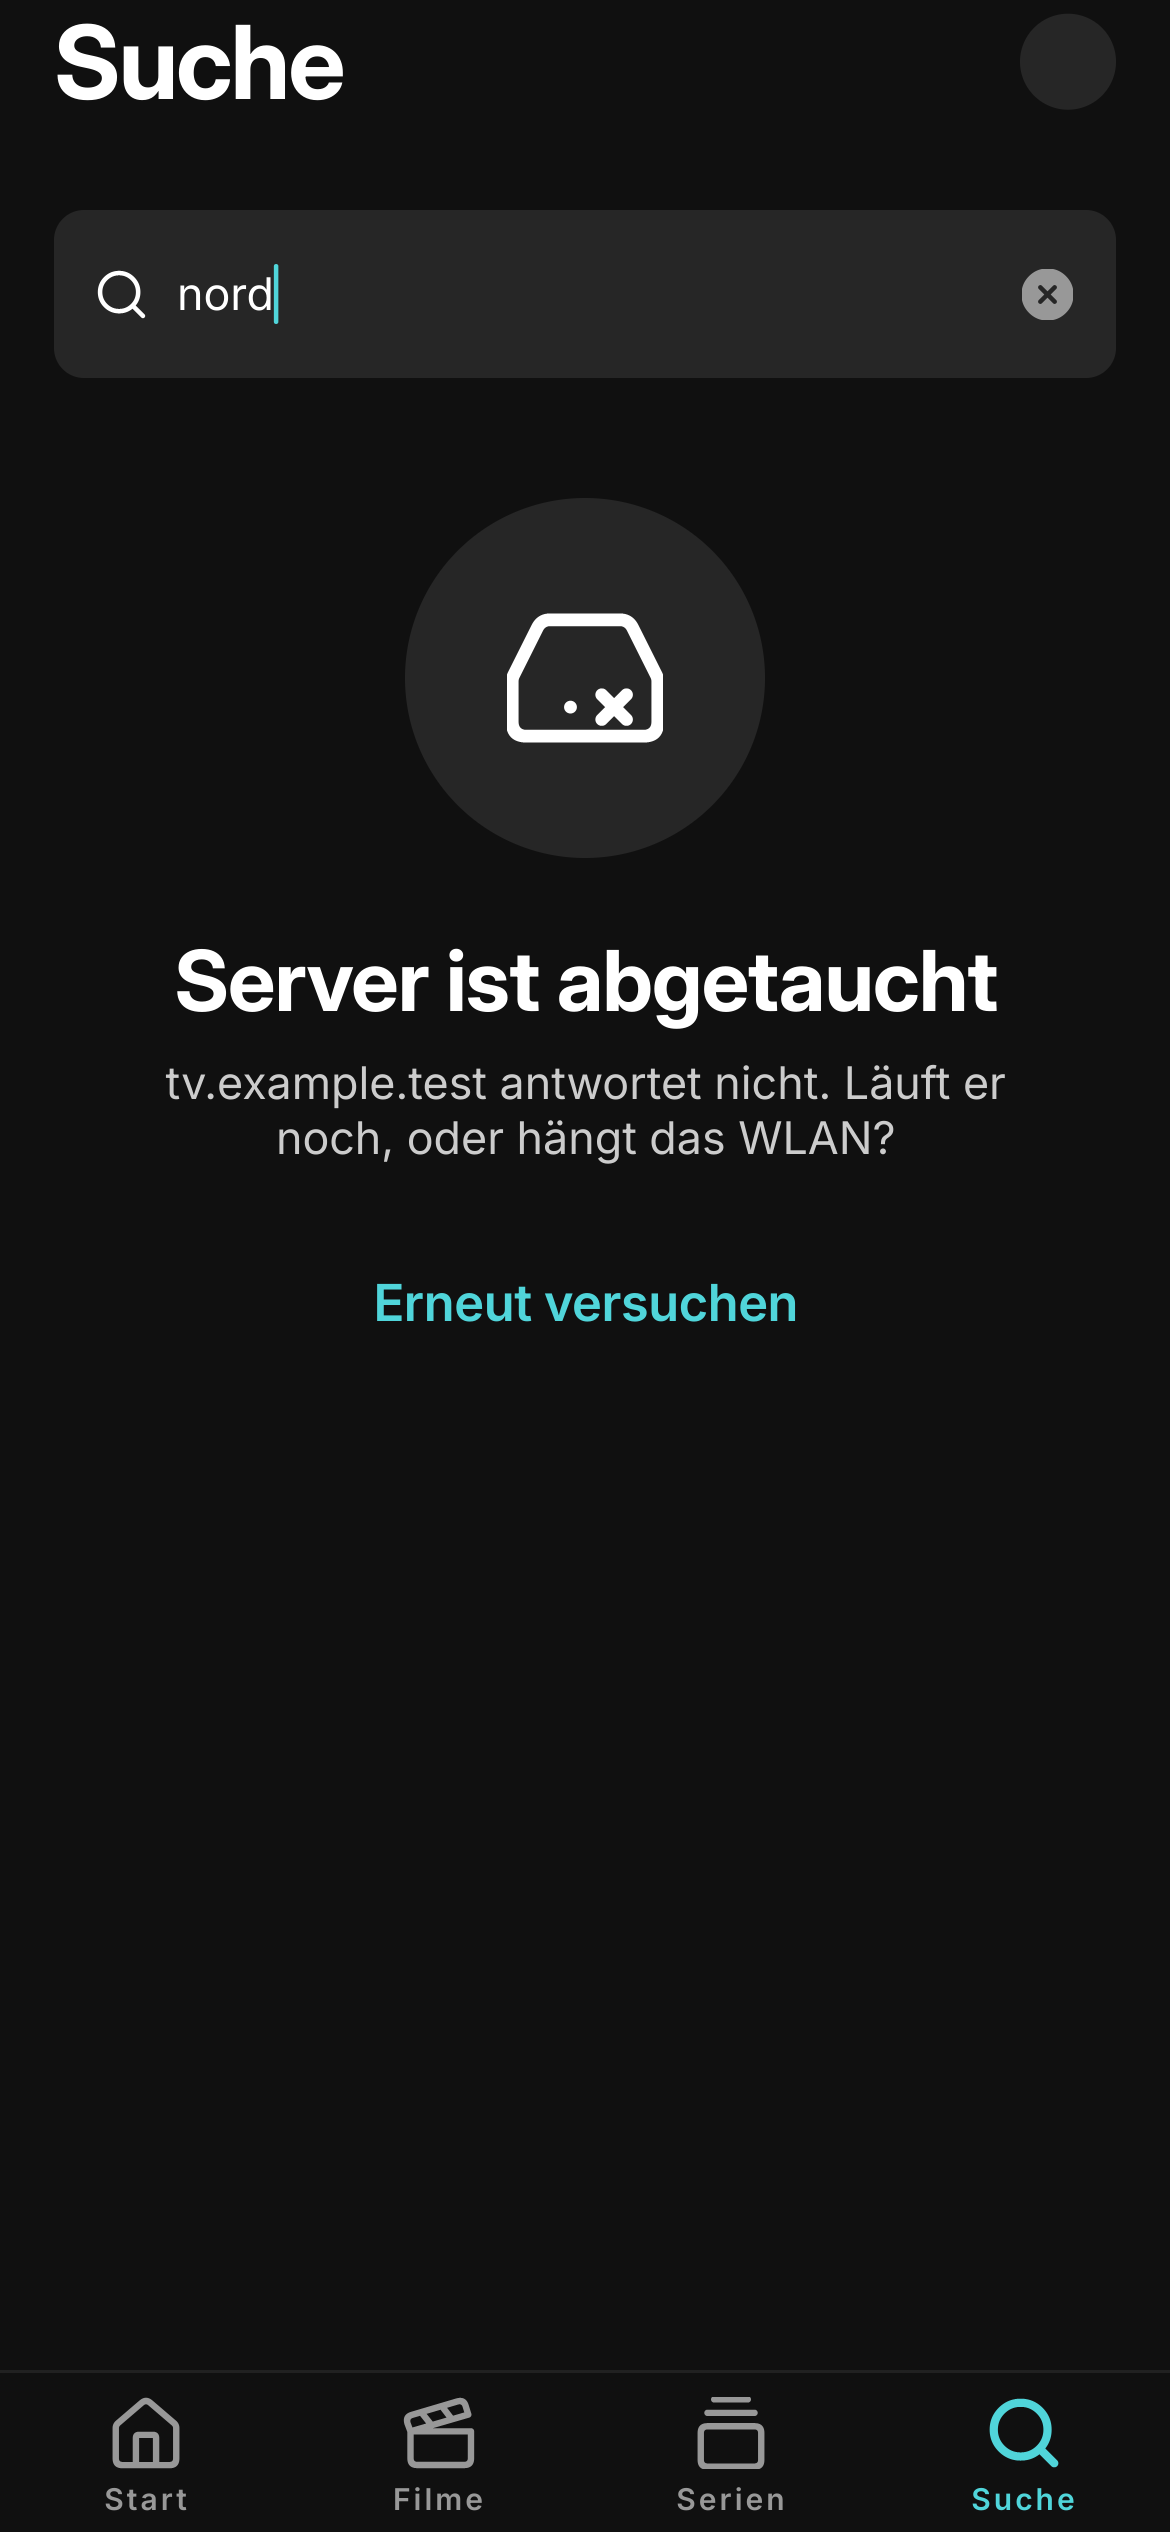 Suche
nord
Server ist abgetaucht
tv.example.test antwortet nicht. Läuft er
noch, oder hängt das WLAN?
Erneut versuchen
Start
Filme
Serien
Suche